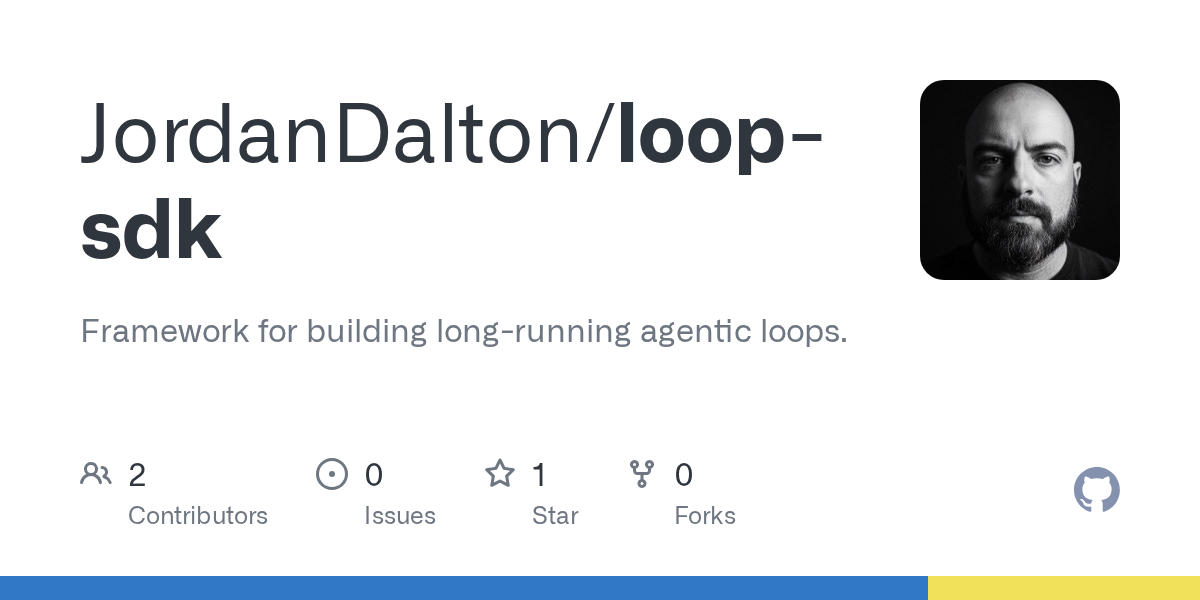 JordanDalton/loop-
sdk
Framework for building long-running agentic loops.
2 0 1 0
Contributors Issues Star Forks